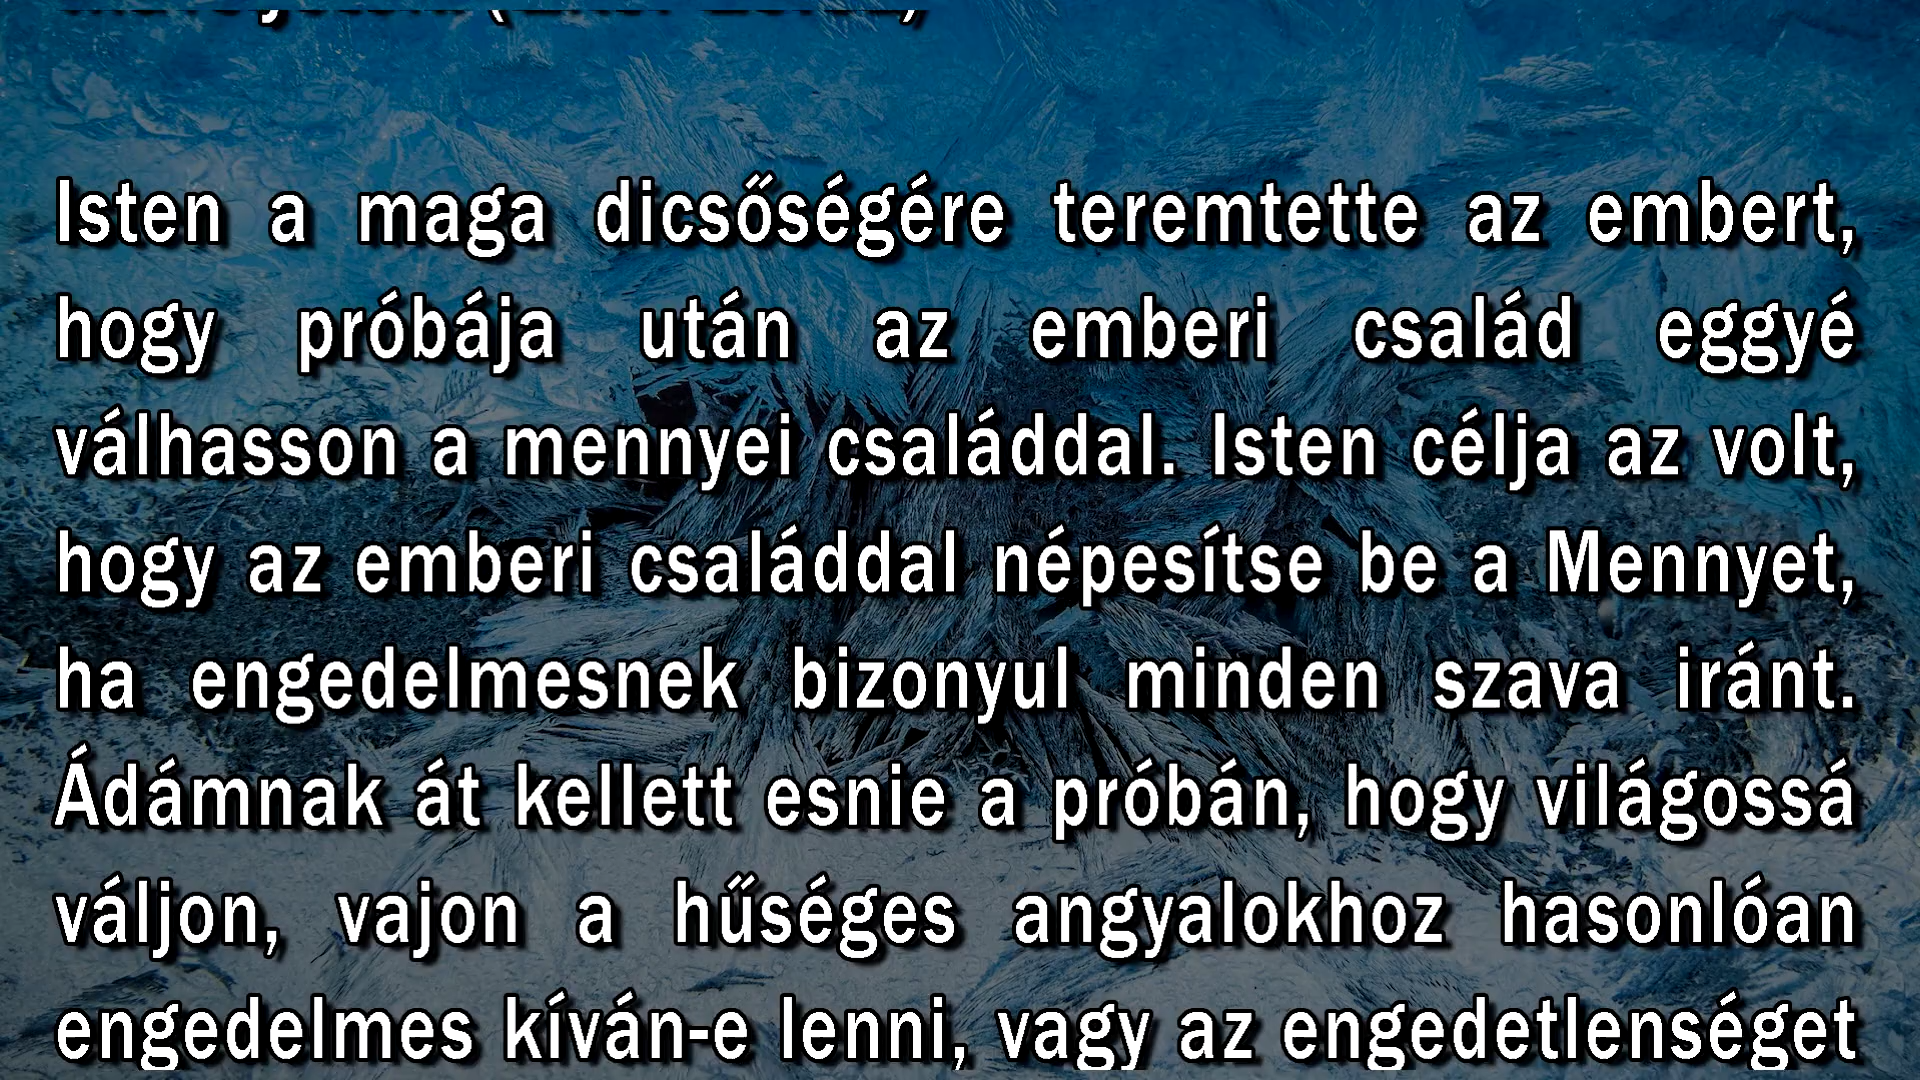 Isten a maga dicsőségére teremtette az embert,
hogy próbája után az emberi család eggyé
válhasson a mennyei családdal. Isten célja az volt,
hogy az emberi családdal népesítse be a Mennyet,
ha engedelmesnek bizonyul minden szava iránt.
Ádámnak át kellett esnie a próbán, hogy világossá
váljon, vajon a hűséges angyalokhoz hasonlóan
engedelmes kíván-e lenni, vagy az engedetlenséget